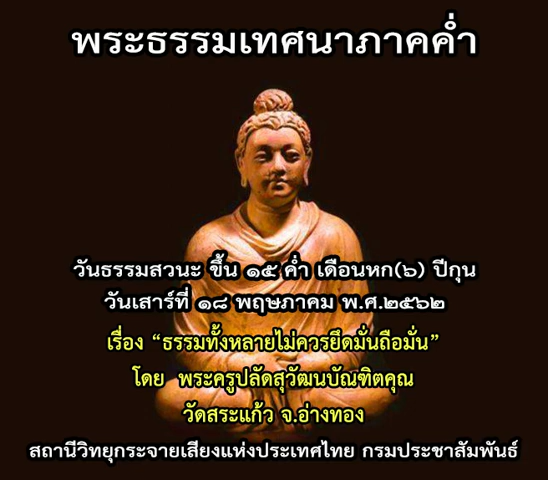 พระธรรมเทศนาภาคค่ำ
วันธรรมสวนะ ขึ้น ๑๕ ค่ำ เดือนหก(๖) ปีกุน
วันเสาร์ที่ ๑๘ พฤษภาคม พ.ศ.๒๕๖๒
เรื่อง “ธรรมทั้งหลายไม่ควรยึดมั่นถือมั่น”
โดย พระครูปลัดสุวัฒนบัณฑิตคุณ
วัดสระแก้ว จ.อ่างทอง
สถานีวิทยุกระจายเสียงแห่งประเทศไทย กรมประชาสัมพันธ์